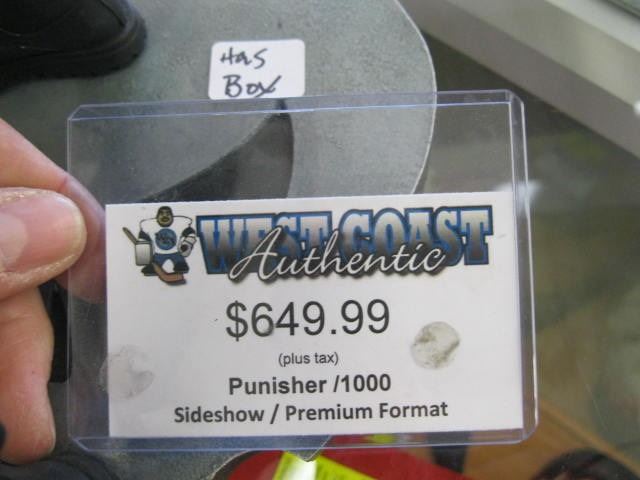 Has
Box
WEST COAST
Authentic
$649.99
(plus tax)
Punisher /1000
Sideshow / Premium Format